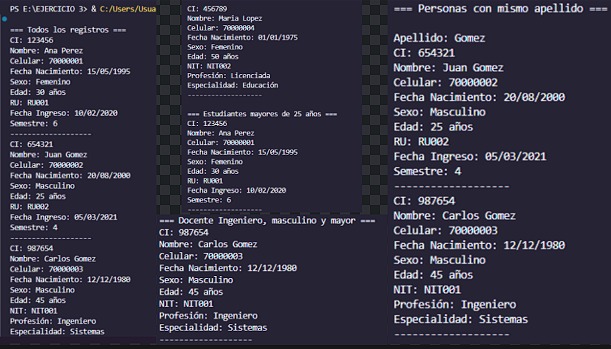 PS E:\EJERCICIO 3> & C:/Users/Usua
=== Todos los registros ===
CI: 123456
Nombre: Ana Perez
Celular: 70000001
Fecha Nacimiento: 15/05/1995
Sexo: Femenino
Edad: 30 años
RU: RU001
Fecha Ingreso: 10/02/2020
Semestre: 6
-------------------
CI: 654321
Nombre: Juan Gomez
Celular: 70000002
Fecha Nacimiento: 20/08/2000
Sexo: Masculino
Edad: 25 años
RU: RU002
Fecha Ingreso: 05/03/2021
Semestre: 4
-------------------
CI: 987654
Nombre: Carlos Gomez
Celular: 70000003
Fecha Nacimiento: 12/12/1980
Sexo: Masculino
Edad: 45 años
NIT: NIT001
Profesión: Ingeniero
Especialidad: Sistemas
CI: 456789
Nombre: Maria Lopez
Celular: 70000004
Fecha Nacimiento: 01/01/1975
Sexo: Femenino
Edad: 50 años
NIT: NIT002
Profesión: Licenciada
Especialidad: Educación
-------------------
=== Estudiantes mayores de 25 años ===
CI: 123456
Nombre: Ana Perez
Celular: 70000001
Fecha Nacimiento: 15/05/1995
Sexo: Femenino
Edad: 30 años
RU: RU001
Fecha Ingreso: 10/02/2020
Semestre: 6
-------------------
=== Docente Ingeniero, masculino y mayor ===
CI: 987654
Nombre: Carlos Gomez
Celular: 70000003
Fecha Nacimiento: 12/12/1980
Sexo: Masculino
Edad: 45 años
NIT: NIT001
Profesión: Ingeniero
Especialidad: Sistemas
-------------------
=== Personas con mismo apellido ===
Apellido: Gomez
CI: 654321
Nombre: Juan Gomez
Celular: 70000002
Fecha Nacimiento: 20/08/2000
Sexo: Masculino
Edad: 25 años
RU: RU002
Fecha Ingreso: 05/03/2021
Semestre: 4
-------------------
CI: 987654
Nombre: Carlos Gomez
Celular: 70000003
Fecha Nacimiento: 12/12/1980
Sexo: Masculino
Edad: 45 años
NIT: NIT001
Profesión: Ingeniero
Especialidad: Sistemas
-------------------